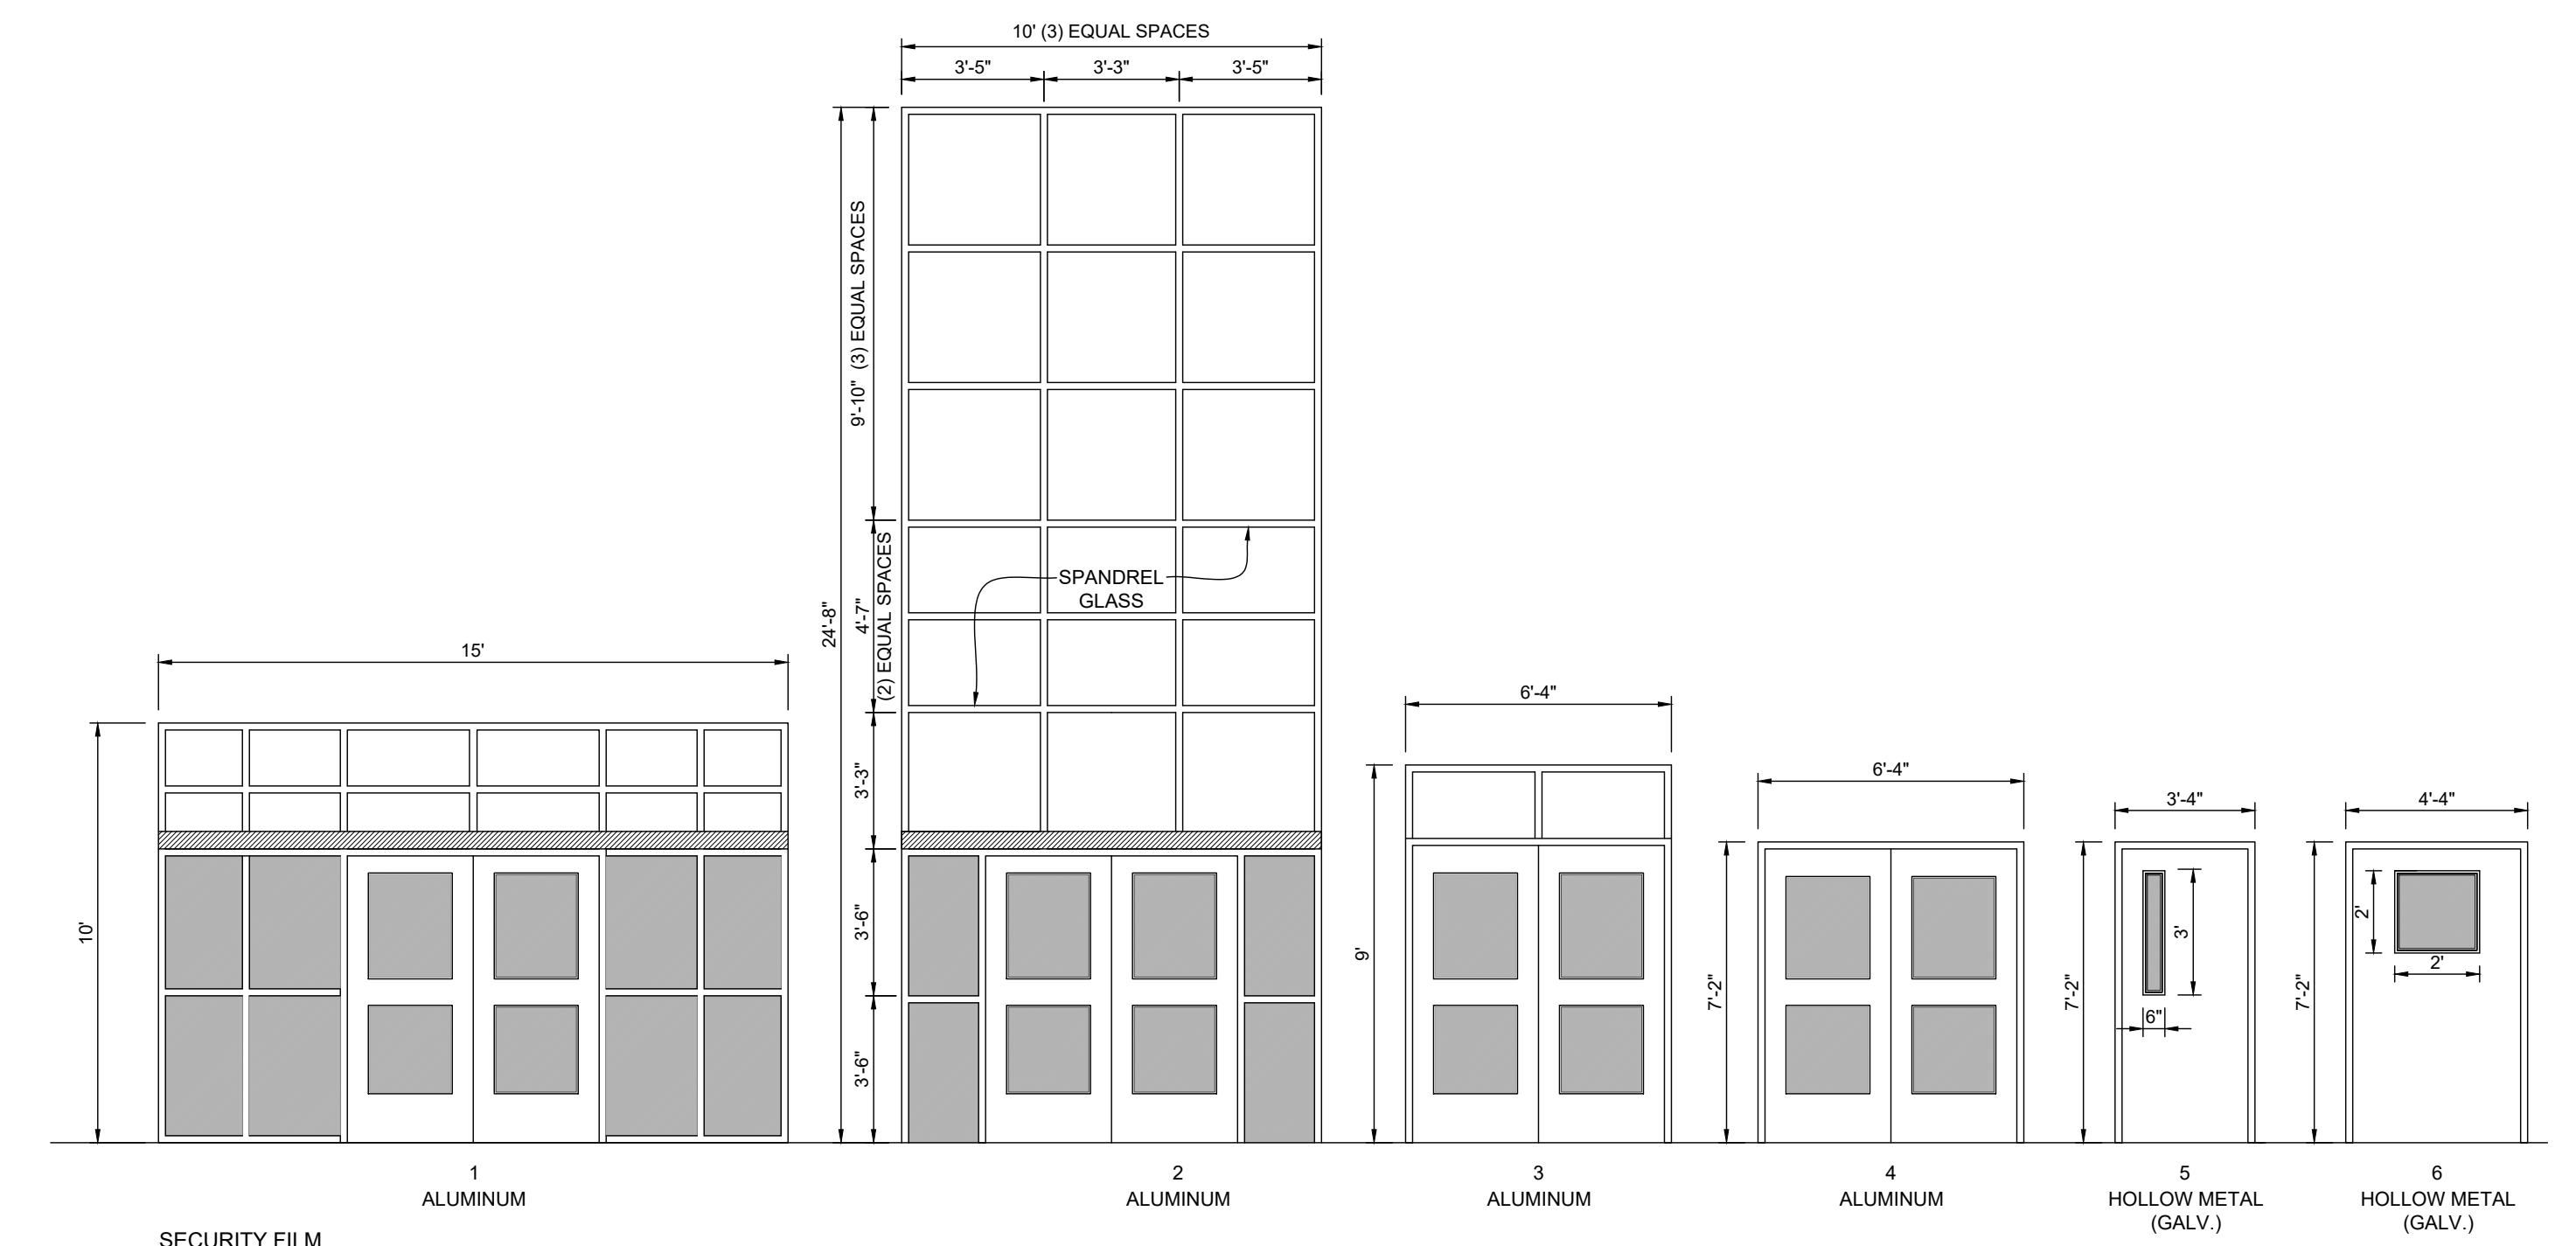 10' (3) EQUAL SPACES
3'-5" 3'-3" 3'-5"
9'-10" (3) EQUAL SPACES
24'-8"
4'-7"
(2) EQUAL SPACES
SPANDREL
GLASS
3'-3"
3'-6"
3'-6"
15'
10'
6'-4"
9'
6'-4"
7'-2"
3'-4"
7'-2"
3'
6"
4'-4"
7'-2"
2'
2'
1
ALUMINUM
2
ALUMINUM
3
ALUMINUM
4
ALUMINUM
5
HOLLOW METAL
(GALV.)
6
HOLLOW METAL
(GALV.)
SECURITY FILM